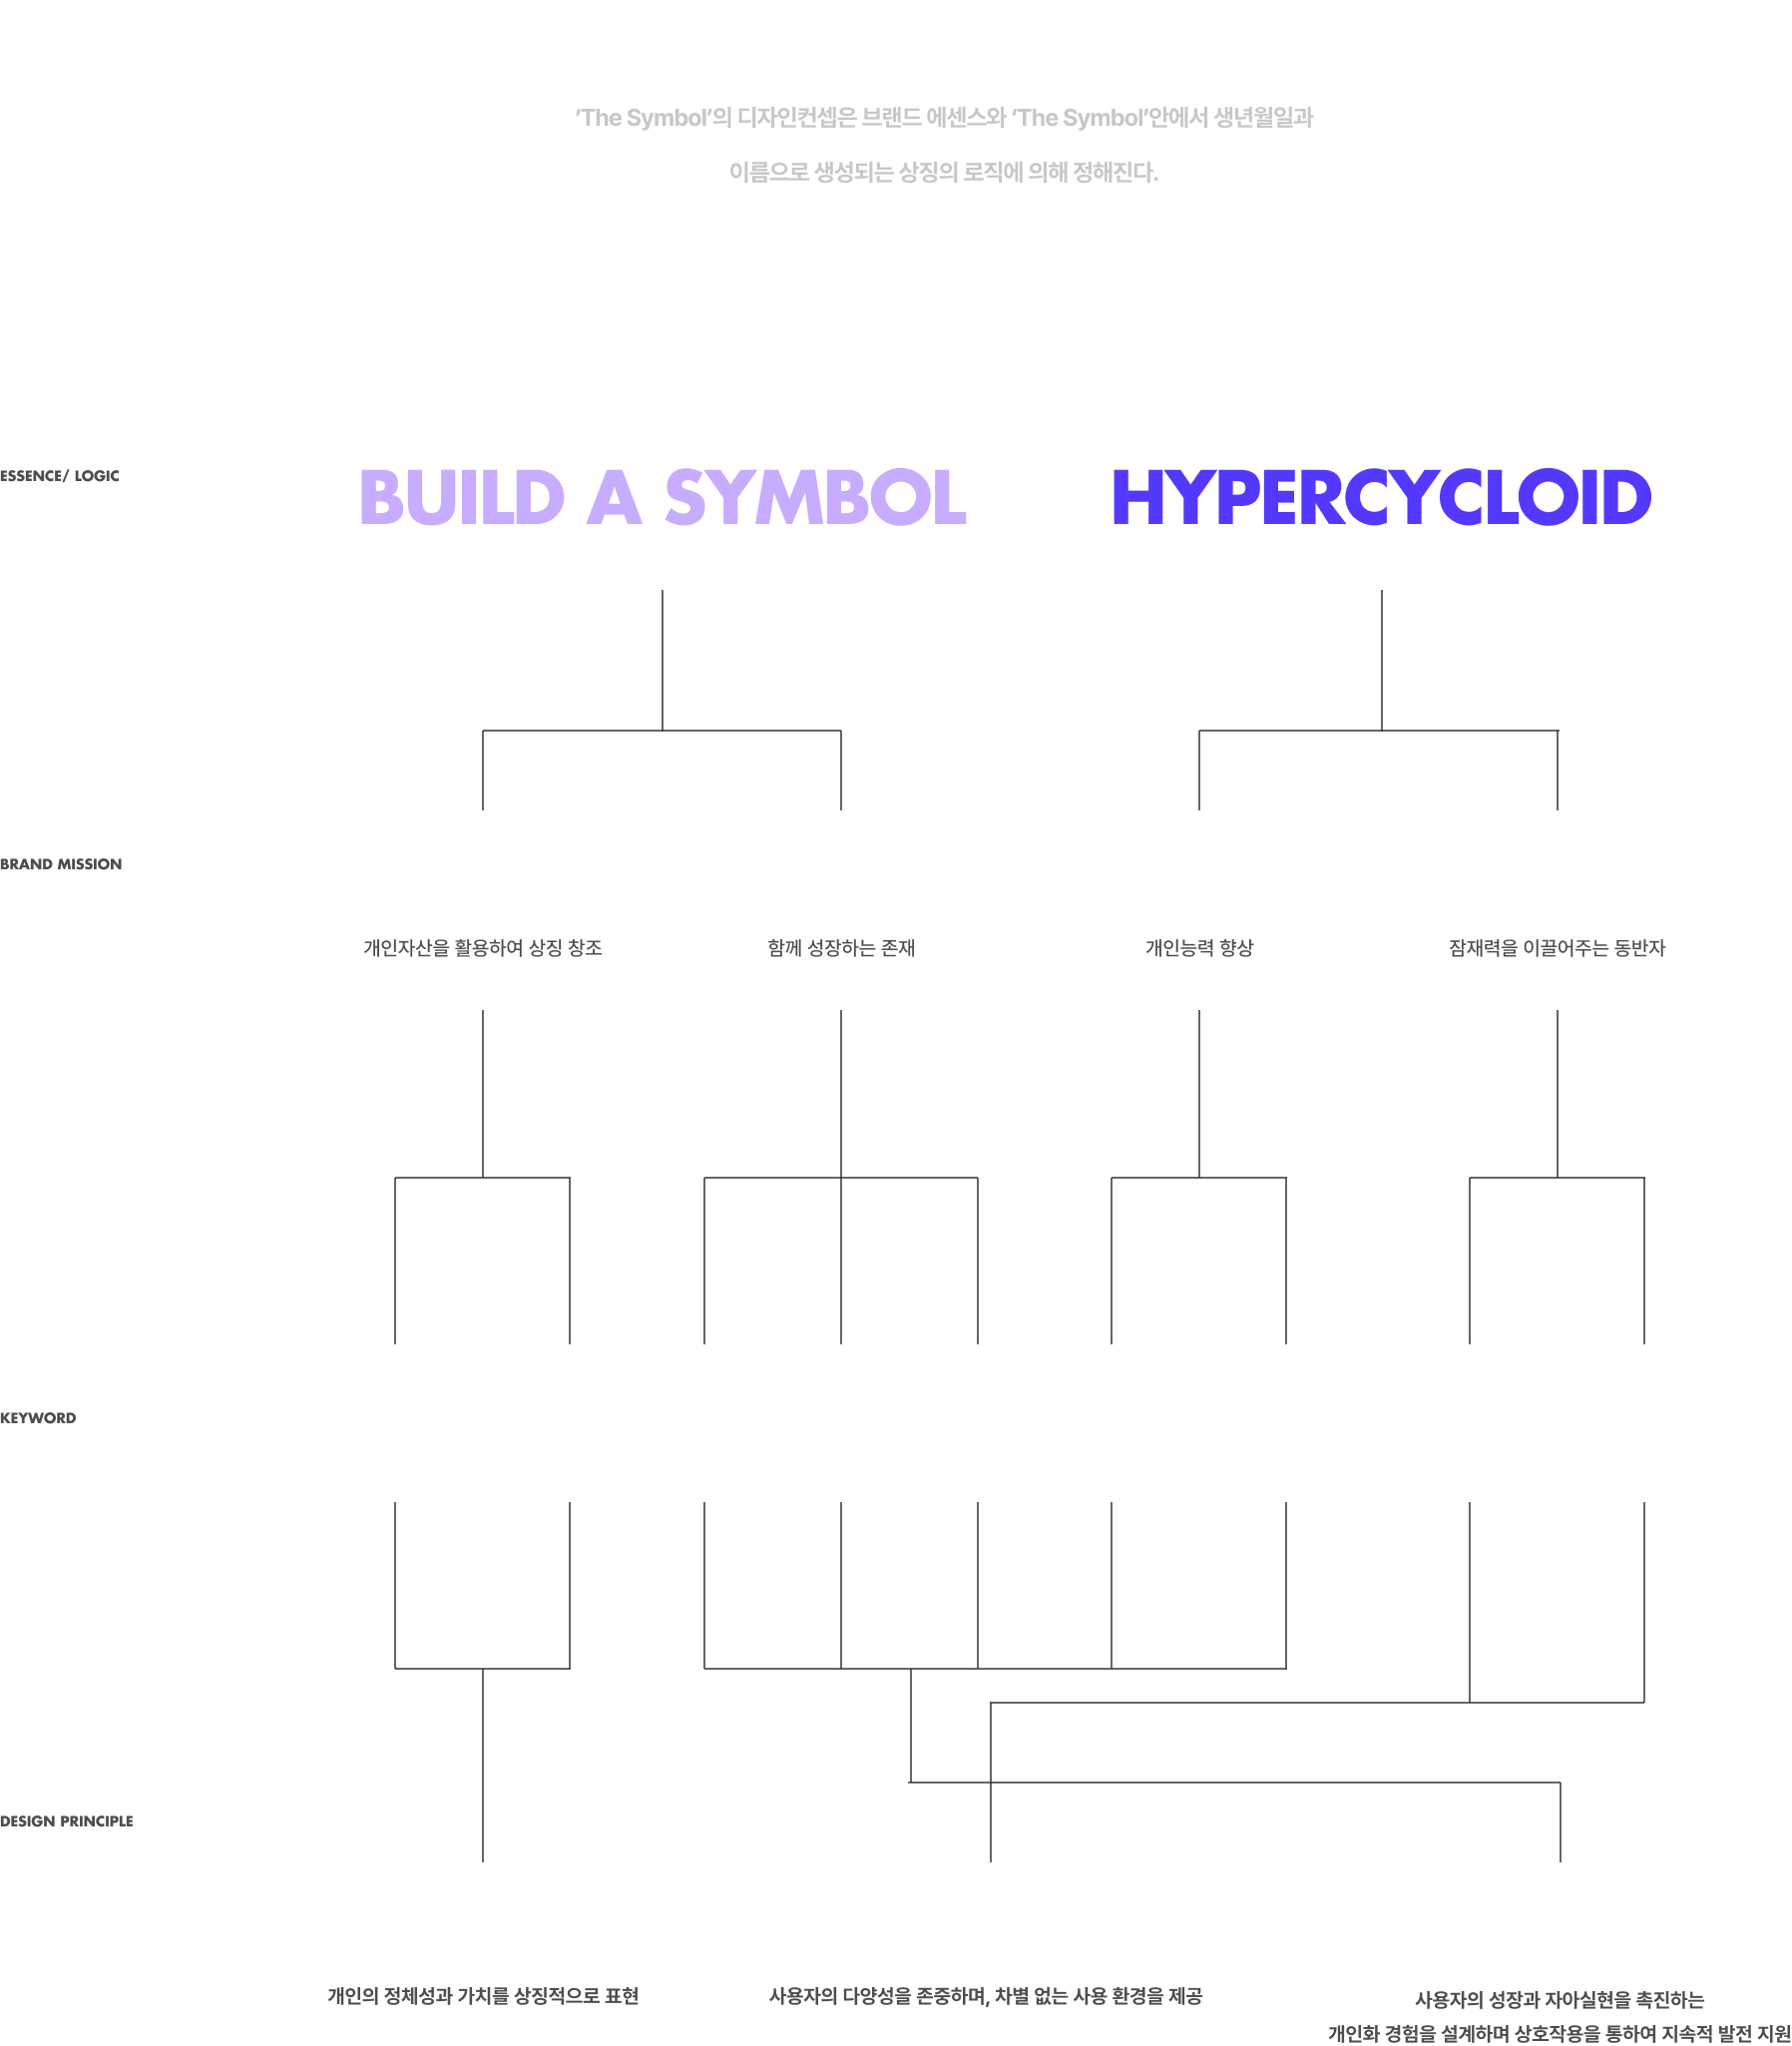 ‘The Symbol’의 디자인컨셉은 브랜드 에센스와 ‘The Symbol’안에서 생년월일과
이름으로 생성되는 상징의 로직에 의해 정해진다.
ESSENCE/ LOGIC
BUILD A SYMBOL
HYPERCYCLOID
BRAND MISSION
개인자산을 활용하여 상징 창조
함께 성장하는 존재
개인능력 향상
잠재력을 이끌어주는 동반자
KEYWORD
DESIGN PRINCIPLE
개인의 정체성과 가치를 상징적으로 표현
사용자의 다양성을 존중하며, 차별 없는 사용 환경을 제공
사용자의 성장과 자아실현을 촉진하는
개인화 경험을 설계하며 상호작용을 통하여 지속적 발전 지원